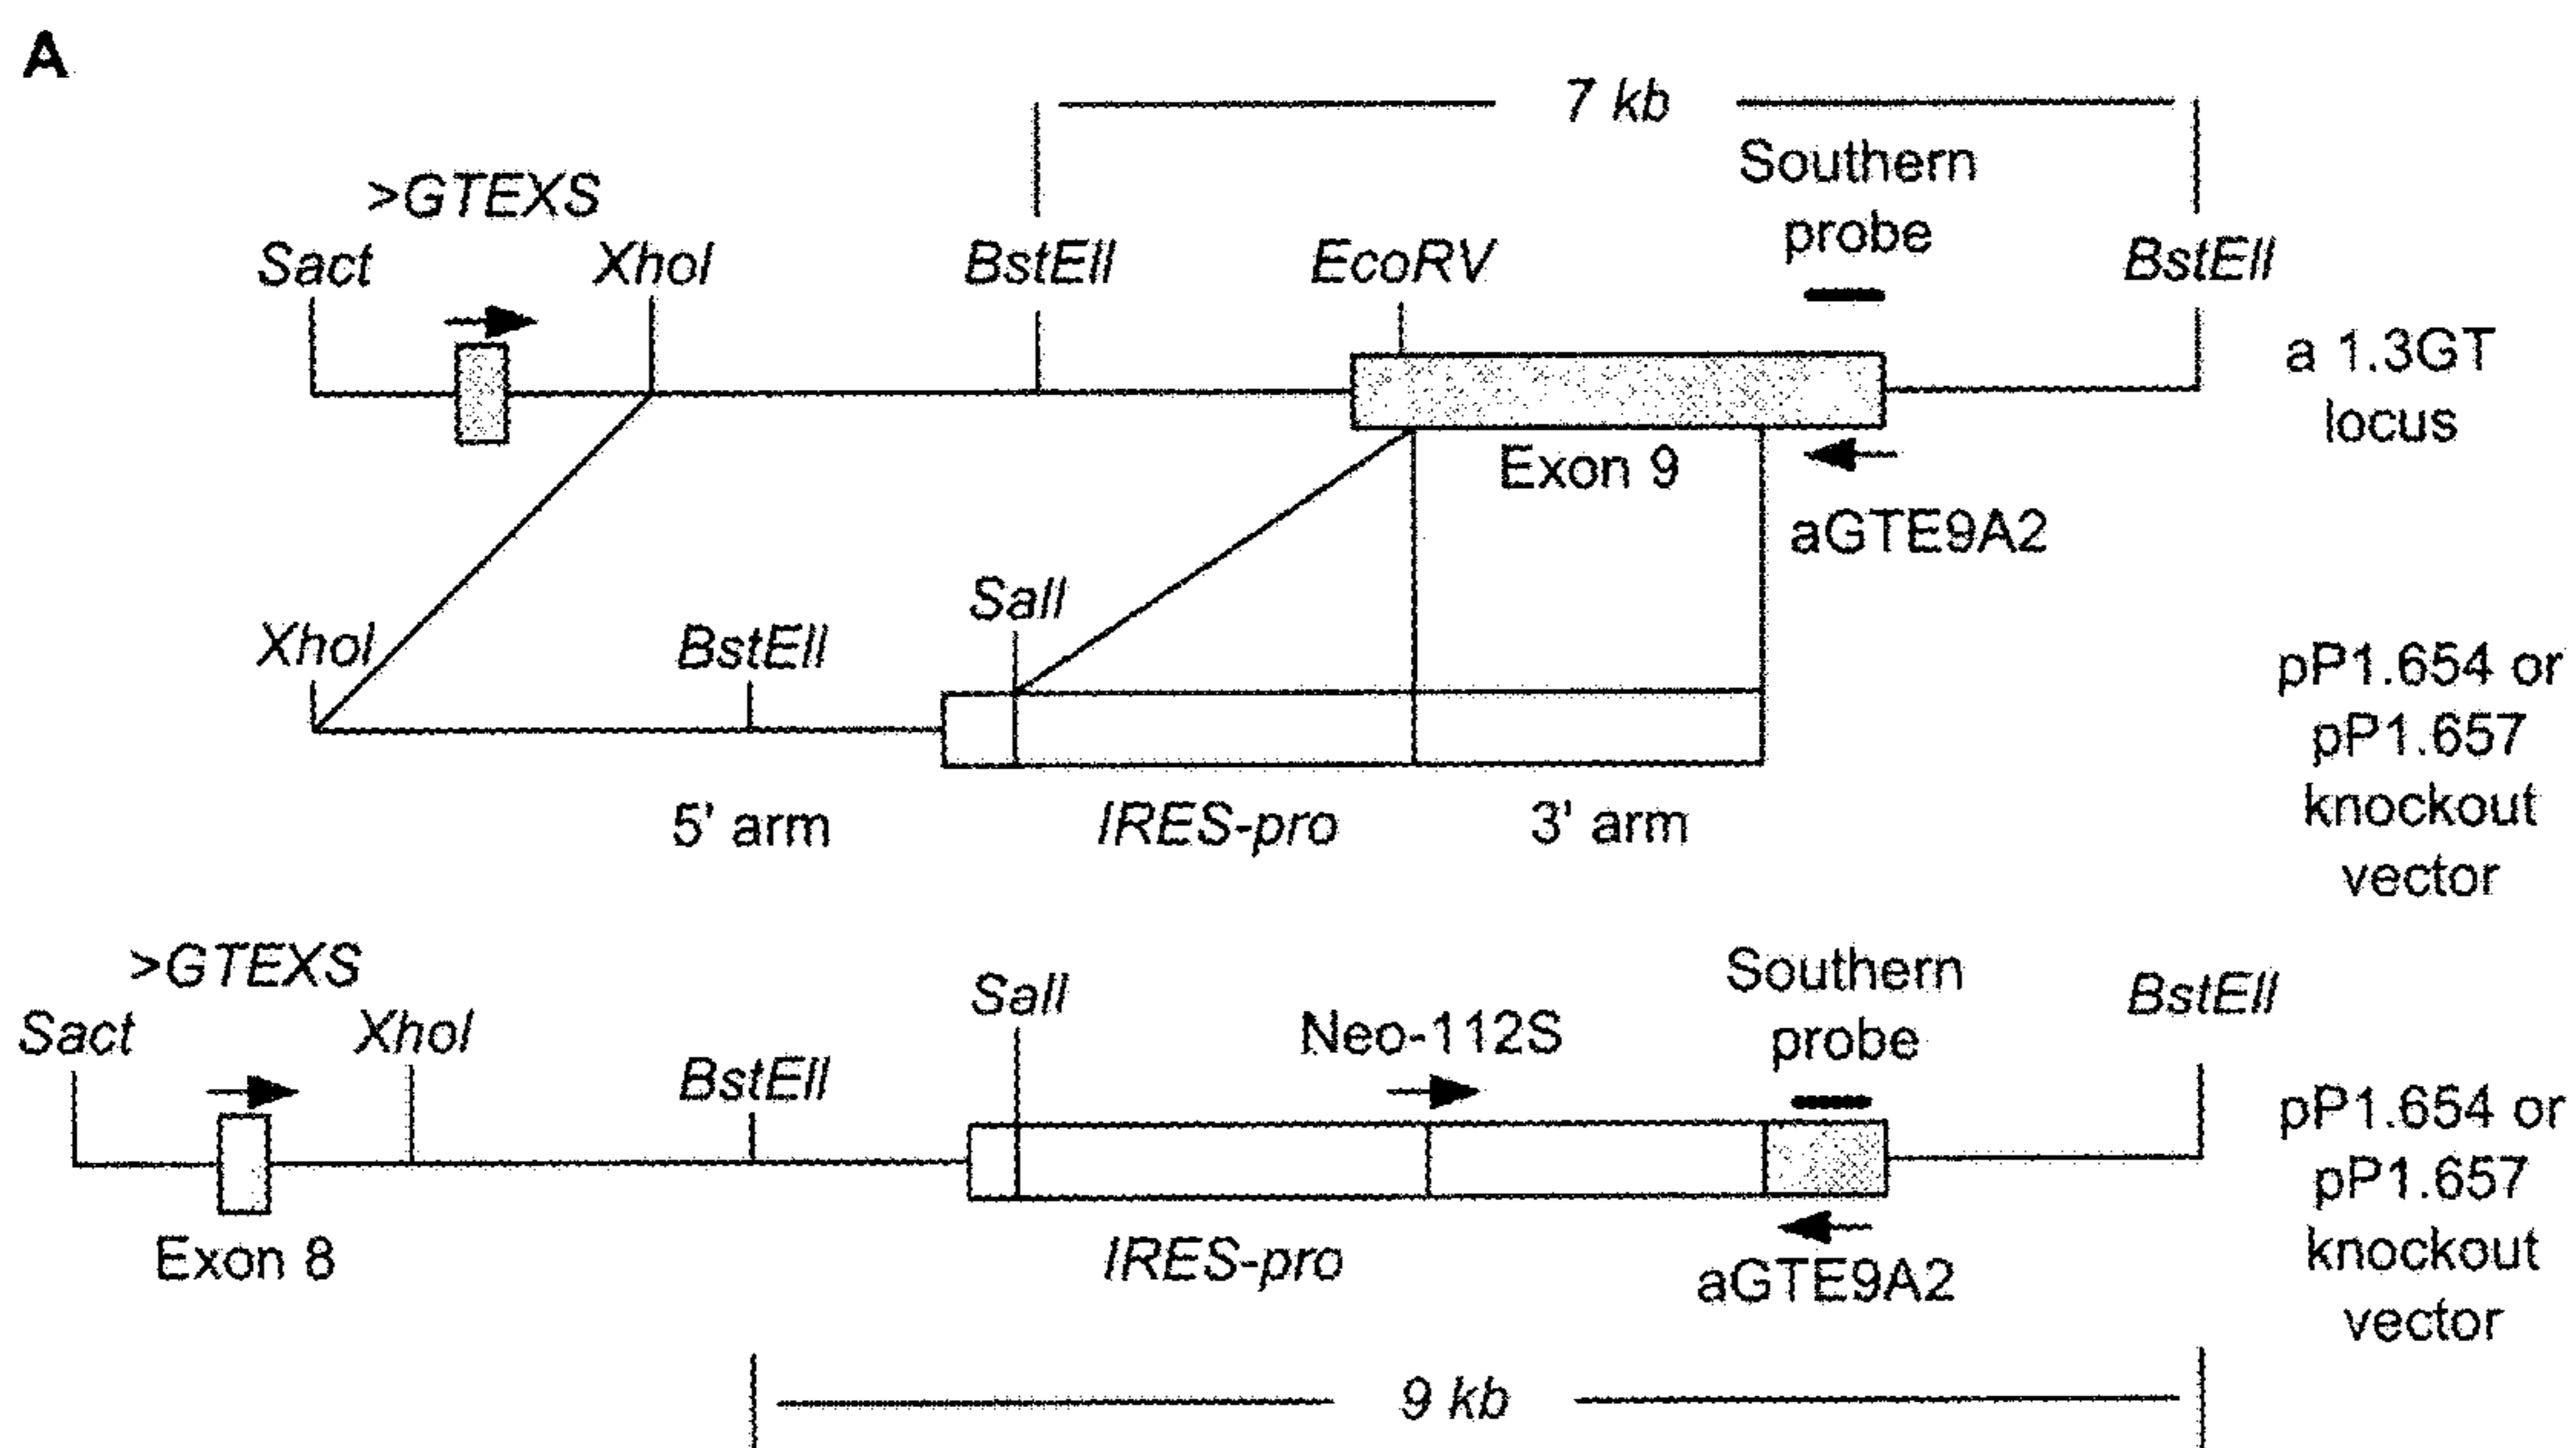 A
7 kb
Southern
probe
>GTEXS
Sact
XhoI
BstEII
EcoRV
BstEII
a 1.3GT
locus
Exon 9
aGTE9A2
SalI
XhoI
BstEII
pP1.654 or
pP1.657
knockout
vector
5' arm
IRES-pro
3' arm
>GTEXS
Sact
XhoI
BstEII
SalI
Neo-112S
Southern
probe
BstEII
pP1.654 or
pP1.657
knockout
vector
Exon 8
IRES-pro
aGTE9A2
9 kb